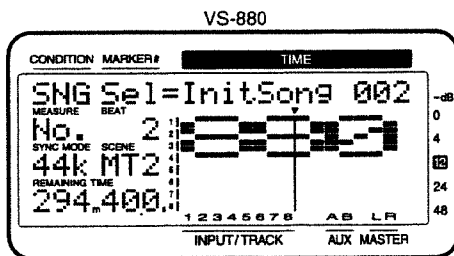 VS-880
CONDITION MARKER# TIME
SNG Sel=InitSong 002
MEASURE BEAT
No. 2
SYNC MODE SCENE
44k MT2
REMAINING TIME
294m400.
1 2 3 4 5 6 7 8 A B L R
INPUT/TRACK AUX MASTER
-dB
0
4
12
24
48